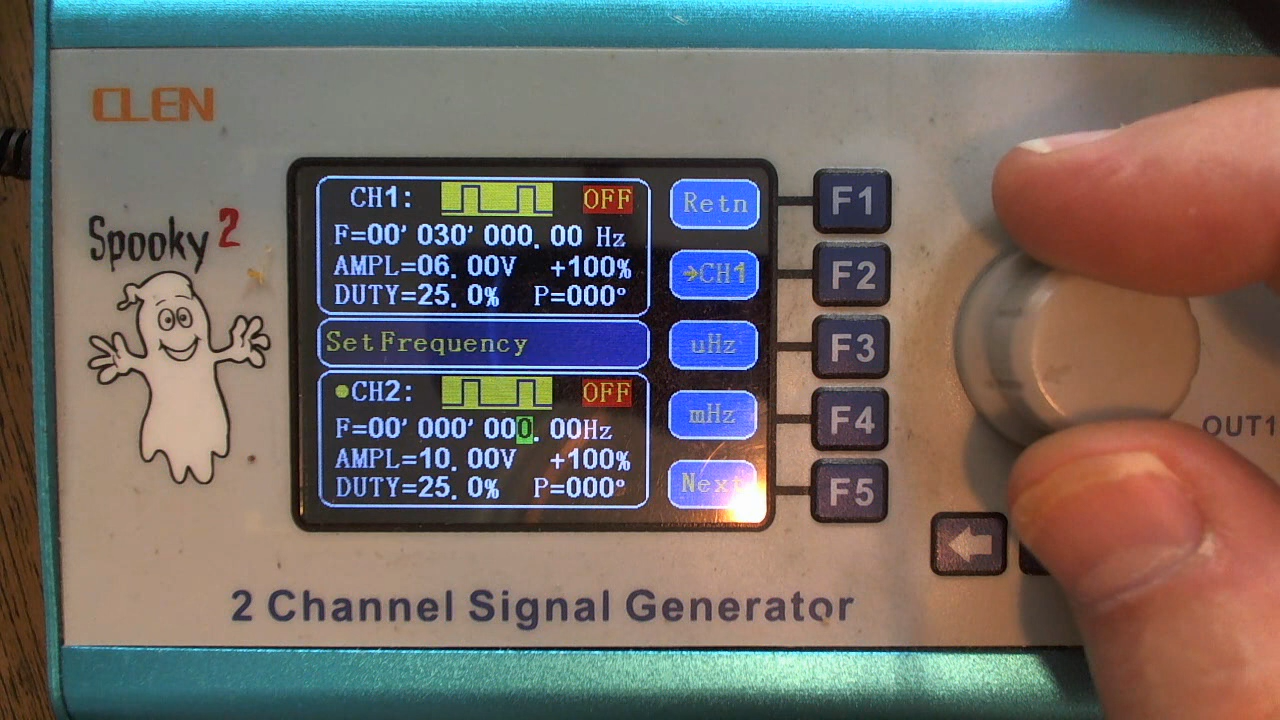 CLEN
Spooky2
CH1: OFF
F=00' 030' 000. 00 Hz
AMPL=06. 00V +100%
DUTY=25. 0% P=000°
Set Frequency
●CH2: OFF
F=00' 000' 000. 00Hz
AMPL=10. 00V +100%
DUTY=25. 0% P=000°
Retn
→CH1
uHz
mHz
Next
F1
F2
F3
F4
F5
OUT1
2 Channel Signal Generator